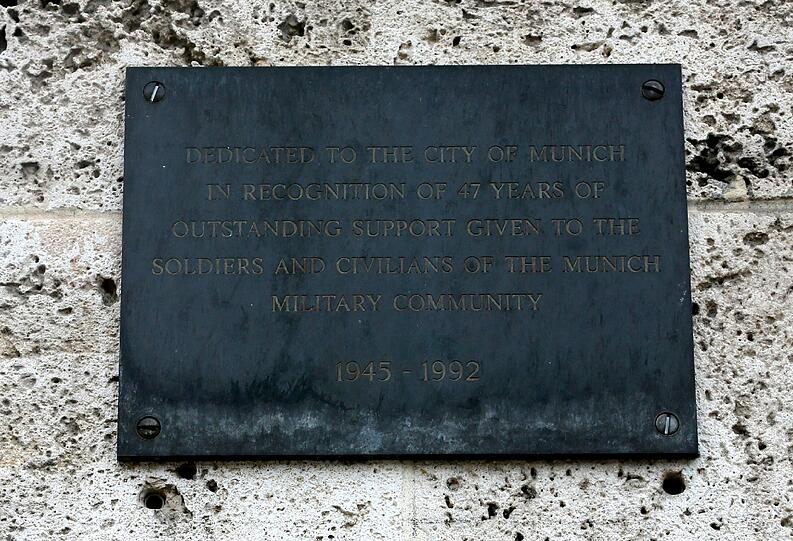 DEDICATED TO THE CITY OF MUNICH
IN RECOGNITION OF 47 YEARS OF
OUTSTANDING SUPPORT GIVEN TO THE
SOLDIERS AND CIVILIANS OF THE MUNICH
MILITARY COMMUNITY
1945 - 1992